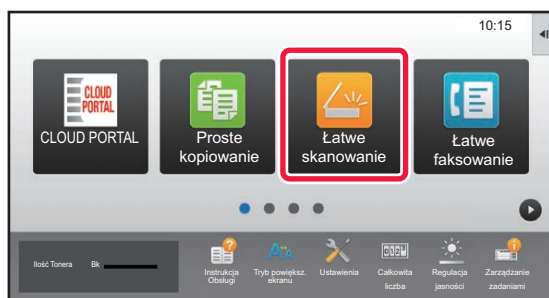 10:15
CLOUD
PORTAL
CLOUD PORTAL
Proste
kopiowanie
Łatwe
skanowanie
Łatwe
faksowanie
Ilość Tonera Bk
Instrukcja
Obsługi
Tryb powiększ.
ekranu
Ustawienia
Całkowita
liczba
Regulacja
jasności
Zarządzanie
zadaniami